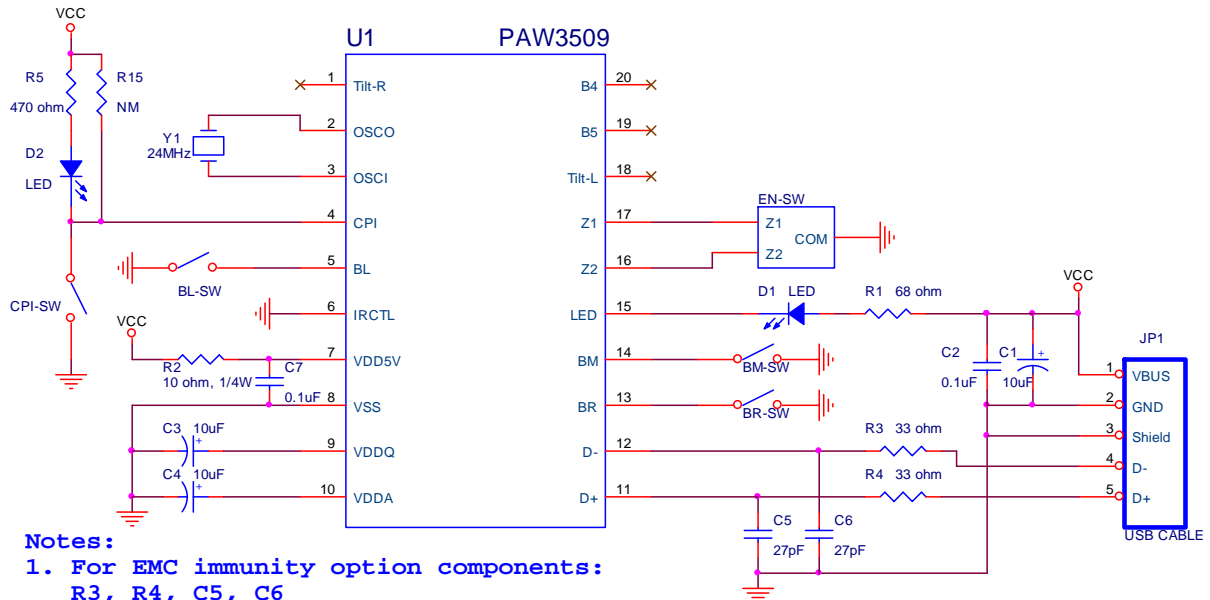 VCC
U1 PAW3509
R5 R15
470 ohm NM
D2
LED
CPI-SW
Y1
24MHz
BL-SW
VCC
R2
10 ohm, 1/4W
C7
0.1uF
C3 10uF
+
C4 10uF
+
1 Tilt-R
2 OSCO
3 OSCI
4 CPI
5 BL
6 IRCTL
7 VDD5V
8 VSS
9 VDDQ
10 VDDA
B4 20
B5 19
Tilt-L 18
Z1 17
Z2 16
LED 15
BM 14
BR 13
D- 12
D+ 11
EN-SW
Z1
COM
Z2
D1 LED
R1 68 ohm
VCC
BM-SW
BR-SW
C2
0.1uF
C1
10uF
+
R3 33 ohm
R4 33 ohm
C5
27pF
C6
27pF
JP1
1 VBUS
2 GND
3 Shield
4 D-
5 D+
USB CABLE
Notes:
1. For EMC immunity option components:
R3, R4, C5, C6